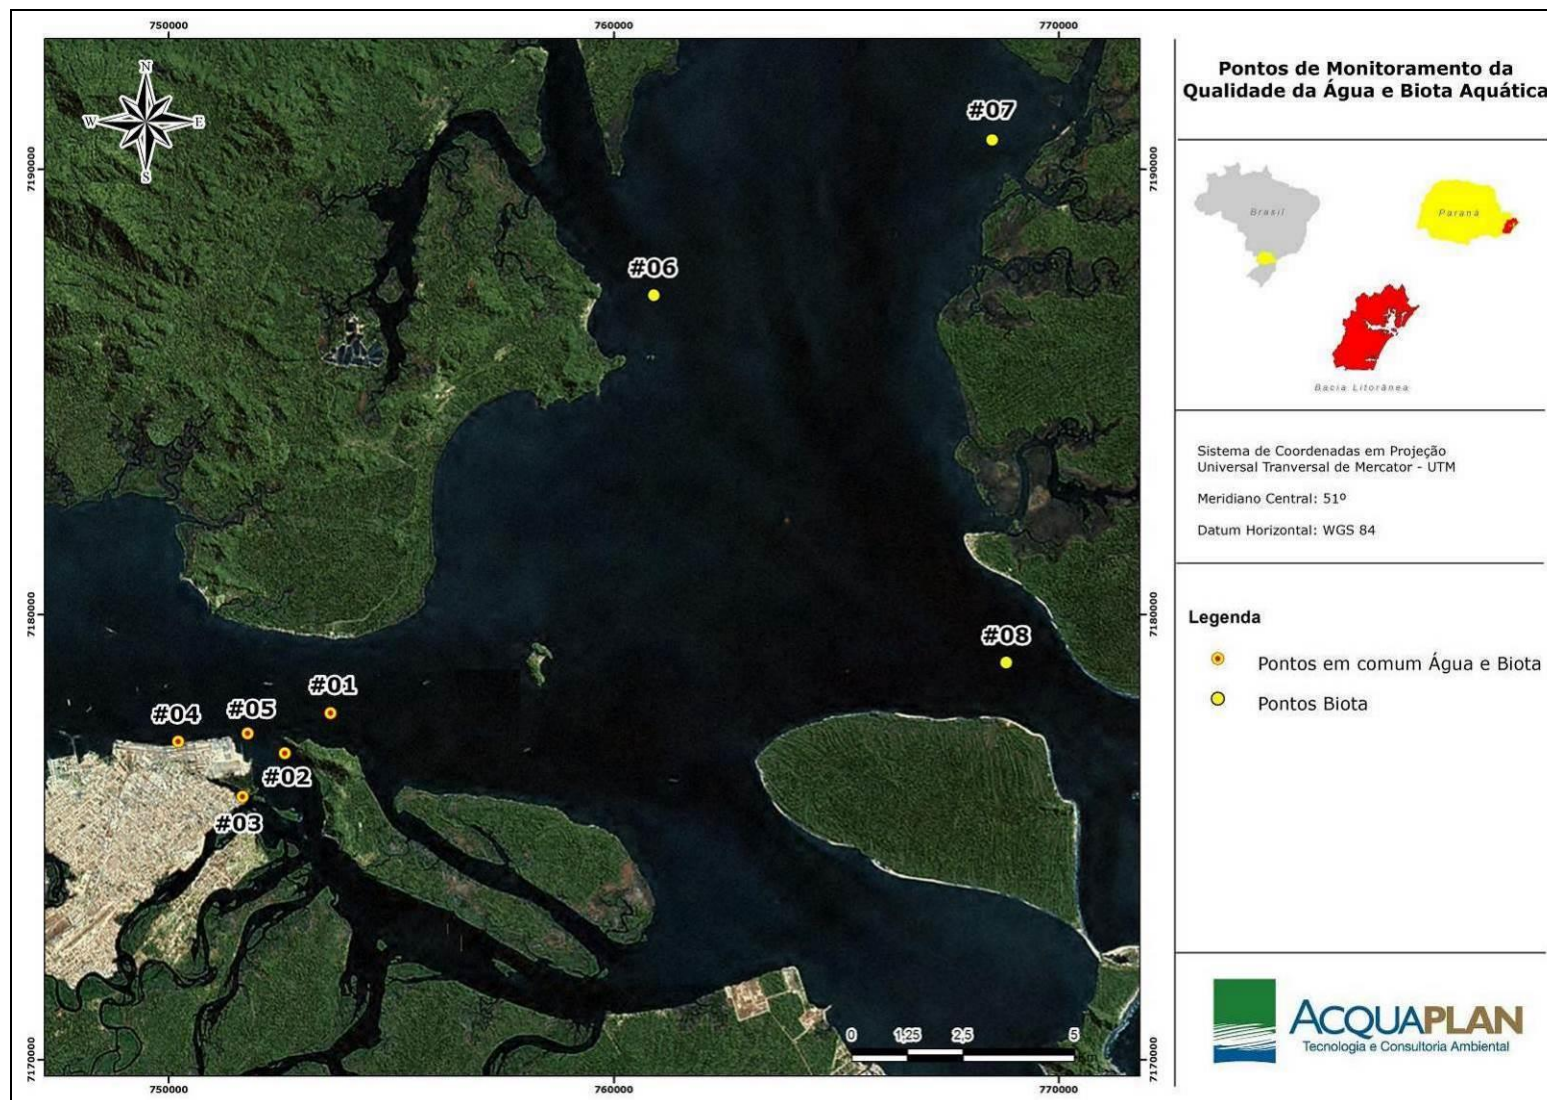 750000
760000
770000
7190000
7180000
7170000
7190000
7180000
7170000
N
W
E
S
#07
#06
#08
#01
#05
#04
#02
#03
0
1,25
2,5
5
750000
760000
770000
Pontos de Monitoramento da
Qualidade da Água e Biota Aquática
Brasil
Paraná
Bacia Litorânea
Sistema de Coordenadas em Projeção
Universal Tranversal de Mercator - UTM
Meridiano Central: 51º
Datum Horizontal: WGS 84
Legenda
Pontos em comum Água e Biota
Pontos Biota
ACQUAPLAN
Tecnologia e Consultoria Ambiental